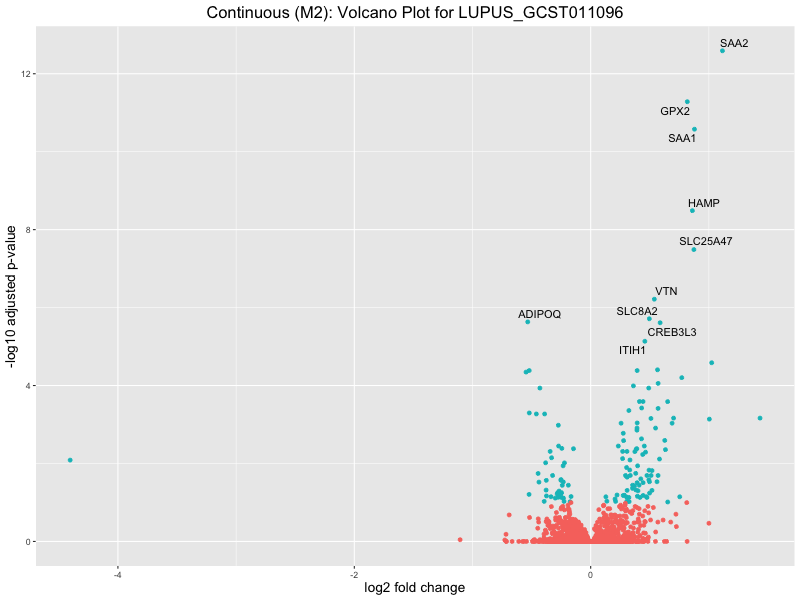 Continuous (M2): Volcano Plot for LUPUS_GCST011096
SAA2
12
GPX2
SAA1
HAMP
8
SLC25A47
VTN
SLC8A2
ADIPOQ
CREB3L3
ITIH1
4
0
-log10 adjusted p-value
-4
-2
0
log2 fold change